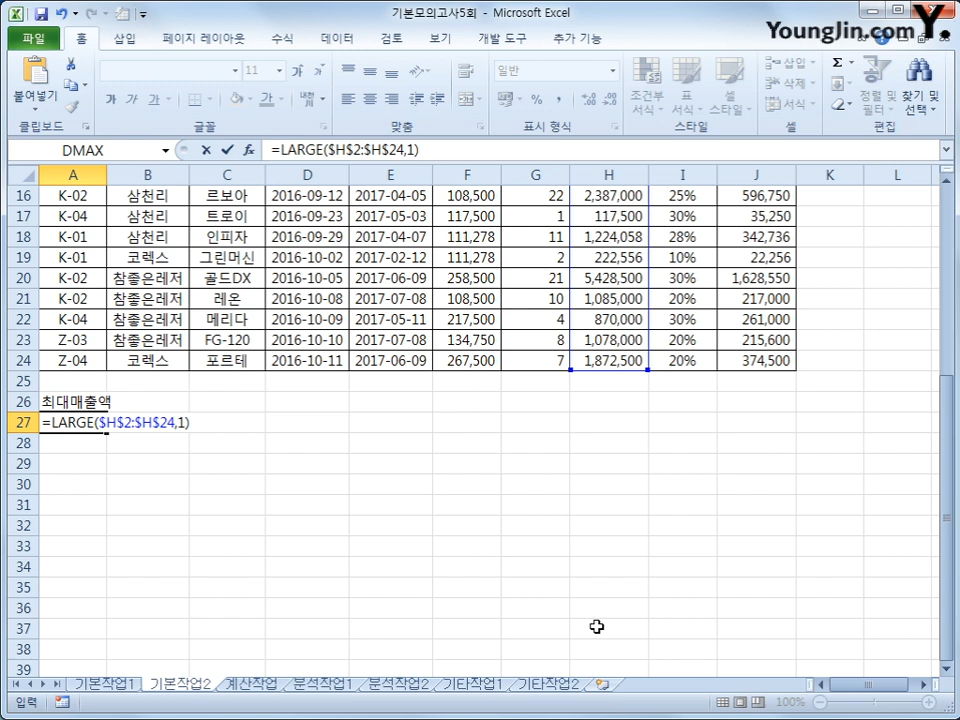 기본모의고사5회 - Microsoft Excel
Younglin.com Y.
파일 홈 삽입 페이지 레이아웃 수식 데이터 검토 보기 개발 도구 추가 기능
붙여넣기 11 가 가 가 일반 조건부 서식 표 서식 셀 스타일 삽입 삭제 서식 정렬 및 필터 찾기 및 선택
클립보드 글꼴 맞춤 표시 형식 스타일 셀 편집
DMAX =LARGE($H$2:$H$24,1)
A B C D E F G H I J K L
16 K-02 삼천리 르보아 2016-09-12 2017-04-05 108,500 22 2,387,000 25% 596,750
17 K-04 삼천리 트로이 2016-09-23 2017-05-03 117,500 1 117,500 30% 35,250
18 K-01 삼천리 인피자 2016-09-29 2017-04-07 111,278 11 1,224,058 28% 342,736
19 K-01 코렉스 그린머신 2016-10-02 2017-02-12 111,278 2 222,556 10% 22,256
20 K-02 참좋은레저 골드DX 2016-10-05 2017-06-09 258,500 21 5,428,500 30% 1,628,550
21 K-02 참좋은레저 레온 2016-10-08 2017-07-08 108,500 10 1,085,000 20% 217,000
22 K-04 참좋은레저 메리다 2016-10-09 2017-05-11 217,500 4 870,000 30% 261,000
23 Z-03 참좋은레저 FG-120 2016-10-10 2017-07-08 134,750 8 1,078,000 20% 215,600
24 Z-04 코렉스 포르테 2016-10-11 2017-06-09 267,500 7 1,872,500 20% 374,500
25
26 최대매출액
27 =LARGE($H$2:$H$24,1)
28
29
30
31
32
33
34
35
36
37
38
39
기본작업1 기본작업2 계산작업 분석작업1 분석작업2 기타작업1 기타작업2
입력 100%